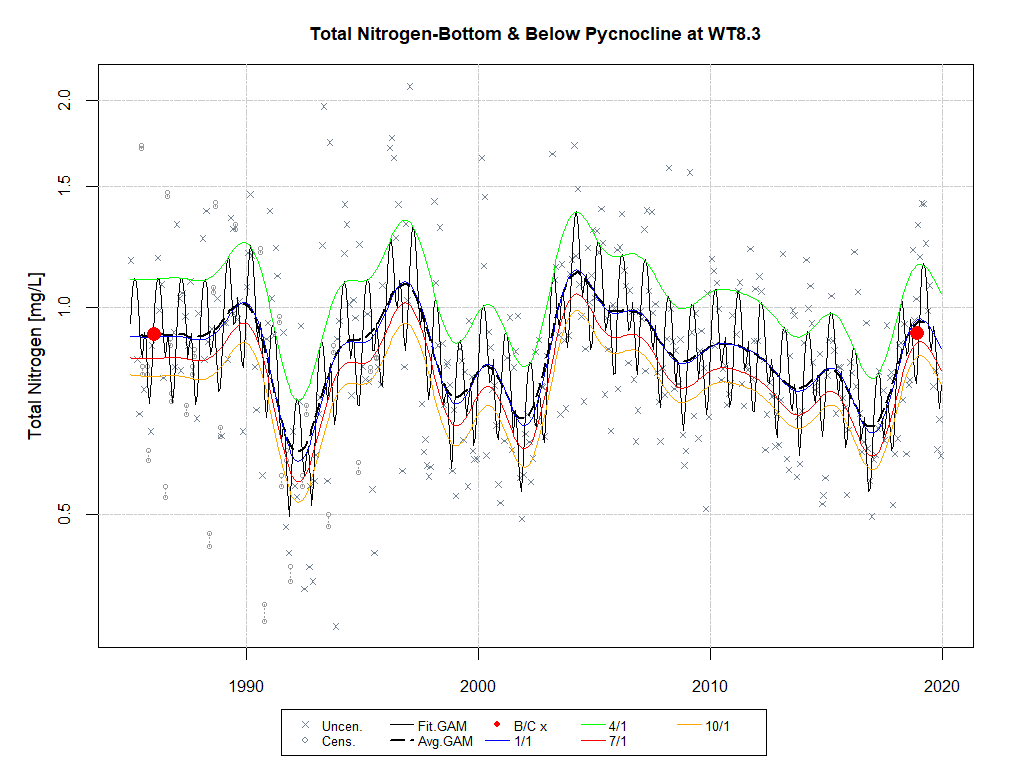 Total Nitrogen-Bottom & Below Pycnocline at WT8.3
Total Nitrogen [mg/L]
2.0
1.5
1.0
0.5
1990 2000 2010 2020
Uncen. Fit.GAM B/C x 4/1 10/1
Cens. Avg.GAM 1/1 7/1